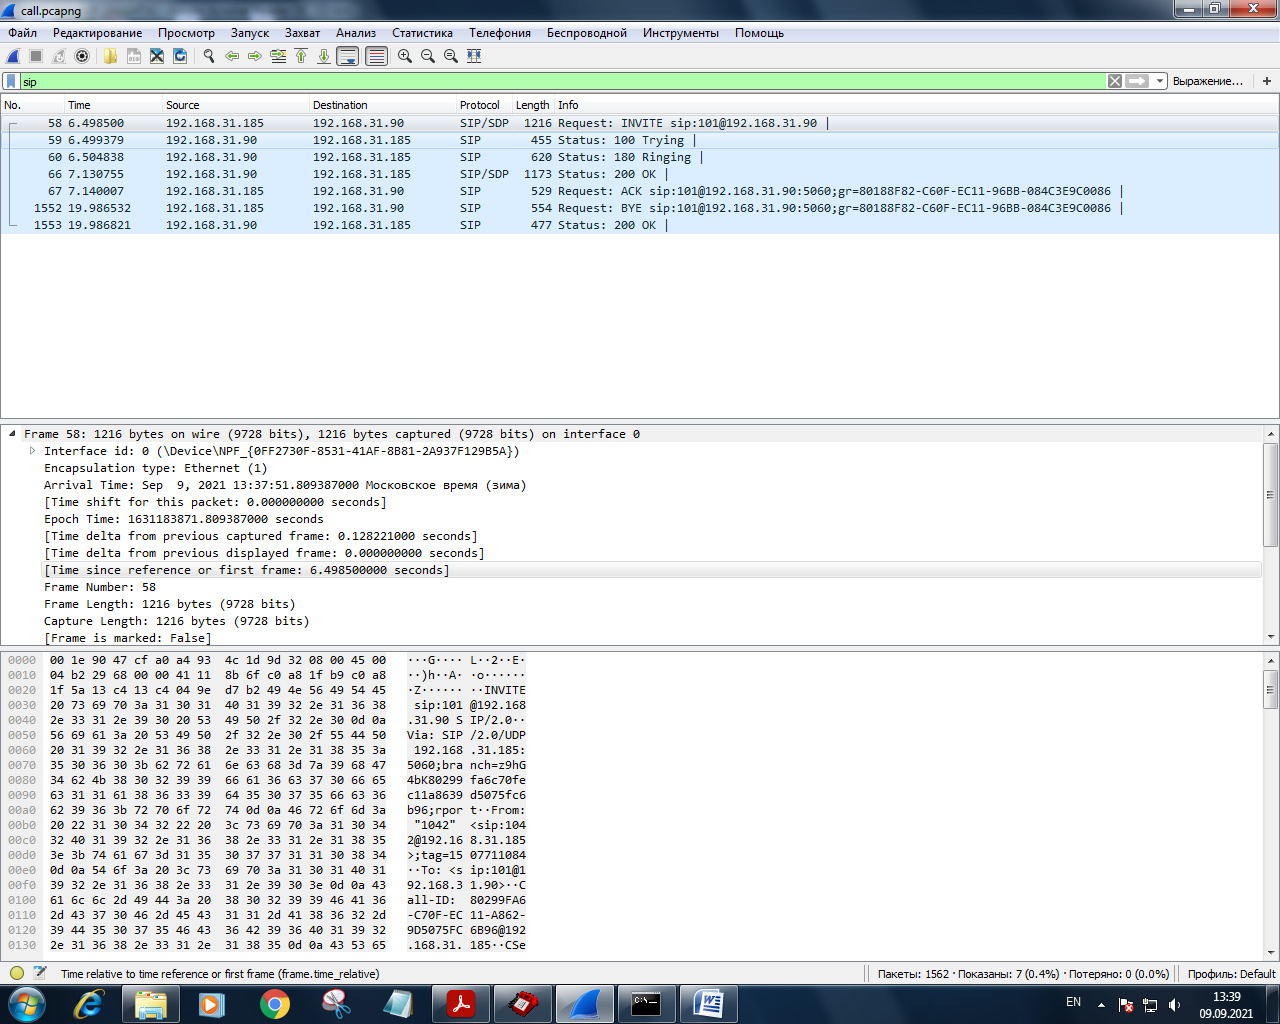 call.pcapng
Файл Редактирование Просмотр Запуск Захват Анализ Статистика Телефония Беспроводной Инструменты Помощь
sip Выражение… +
No. Time Source Destination Protocol Length Info
58 6.498500 192.168.31.185 192.168.31.90 SIP/SDP 1216 Request: INVITE sip:101@192.168.31.90 |
59 6.499379 192.168.31.90 192.168.31.185 SIP 455 Status: 100 Trying |
60 6.504838 192.168.31.90 192.168.31.185 SIP 620 Status: 180 Ringing |
66 7.130755 192.168.31.90 192.168.31.185 SIP/SDP 1173 Status: 200 OK |
67 7.140007 192.168.31.185 192.168.31.90 SIP 529 Request: ACK sip:101@192.168.31.90:5060;gr=80188F82-C60F-EC11-96BB-084C3E9C0086 |
1552 19.986532 192.168.31.185 192.168.31.90 SIP 554 Request: BYE sip:101@192.168.31.90:5060;gr=80188F82-C60F-EC11-96BB-084C3E9C0086 |
1553 19.986821 192.168.31.90 192.168.31.185 SIP 477 Status: 200 OK |
Frame 58: 1216 bytes on wire (9728 bits), 1216 bytes captured (9728 bits) on interface 0
Interface id: 0 (\Device\NPF_{0FF2730F-8531-41AF-8B81-2A937F129B5A})
Encapsulation type: Ethernet (1)
Arrival Time: Sep  9, 2021 13:37:51.809387000 Московское время (зима)
[Time shift for this packet: 0.000000000 seconds]
Epoch Time: 1631183871.809387000 seconds
[Time delta from previous captured frame: 0.128221000 seconds]
[Time delta from previous displayed frame: 0.000000000 seconds]
[Time since reference or first frame: 6.498500000 seconds]
Frame Number: 58
Frame Length: 1216 bytes (9728 bits)
Capture Length: 1216 bytes (9728 bits)
[Frame is marked: False]
0000 00 1e 90 47 cf a0 a4 93 4c 1d 9d 32 08 00 45 00 ···G···· L··2··E·
0010 04 b2 29 68 00 00 41 11 8b 6f c0 a8 1f b9 c0 a8 ··)h··A· ·o······
0020 1f 5a 13 c4 13 c4 04 9e d7 b2 49 4e 56 49 54 45 ·Z······ ··INVITE
0030 20 73 69 70 3a 31 30 31 40 31 39 32 2e 31 36 38 sip:101 @192.168
0040 2e 33 31 2e 39 30 20 53 49 50 2f 32 2e 30 0d 0a .31.90 S IP/2.0··
0050 56 69 61 3a 20 53 49 50 2f 32 2e 30 2f 55 44 50 Via: SIP /2.0/UDP
0060 20 31 39 32 2e 31 36 38 2e 33 31 2e 31 38 35 3a 192.168 .31.185:
0070 35 30 36 30 3b 62 72 61 6e 63 68 3d 7a 39 68 47 5060;bra nch=z9hG
0080 34 62 4b 38 30 32 39 39 66 61 36 63 37 30 66 65 4bK80299 fa6c70fe
0090 63 31 31 61 38 36 33 39 64 35 30 37 35 66 63 36 c11a8639 d5075fc6
00a0 62 39 36 3b 72 70 6f 72 74 0d 0a 46 72 6f 6d 3a b96;rpor t··From:
00b0 20 22 31 30 34 32 22 20 3c 73 69 70 3a 31 30 34 "1042" <sip:104
00c0 32 40 31 39 32 2e 31 36 38 2e 33 31 2e 31 38 35 2@192.16 8.31.185
00d0 3e 3b 74 61 67 3d 31 35 30 37 37 31 31 30 38 34 >;tag=15 07711084
00e0 0d 0a 54 6f 3a 20 3c 73 69 70 3a 31 30 31 40 31 ··To: <s ip:101@1
00f0 39 32 2e 31 36 38 2e 33 31 2e 39 30 3e 0d 0a 43 92.168.3 1.90>··C
0100 61 6c 6c 2d 49 44 3a 20 38 30 32 39 39 46 41 36 all-ID: 80299FA6
0110 2d 43 37 30 46 2d 45 43 31 31 2d 41 38 36 32 2d -C70F-EC 11-A862-
0120 39 44 35 30 37 35 46 43 36 42 39 36 40 31 39 32 9D5075FC 6B96@192
0130 2e 31 36 38 2e 33 31 2e 31 38 35 0d 0a 43 53 65 .168.31. 185··CSe
Time relative to time reference or first frame (frame.time_relative) Пакеты: 1562 · Показаны: 7 (0.4%) · Потеряно: 0 (0.0%) Профиль: Default
EN 13:39
09.09.2021